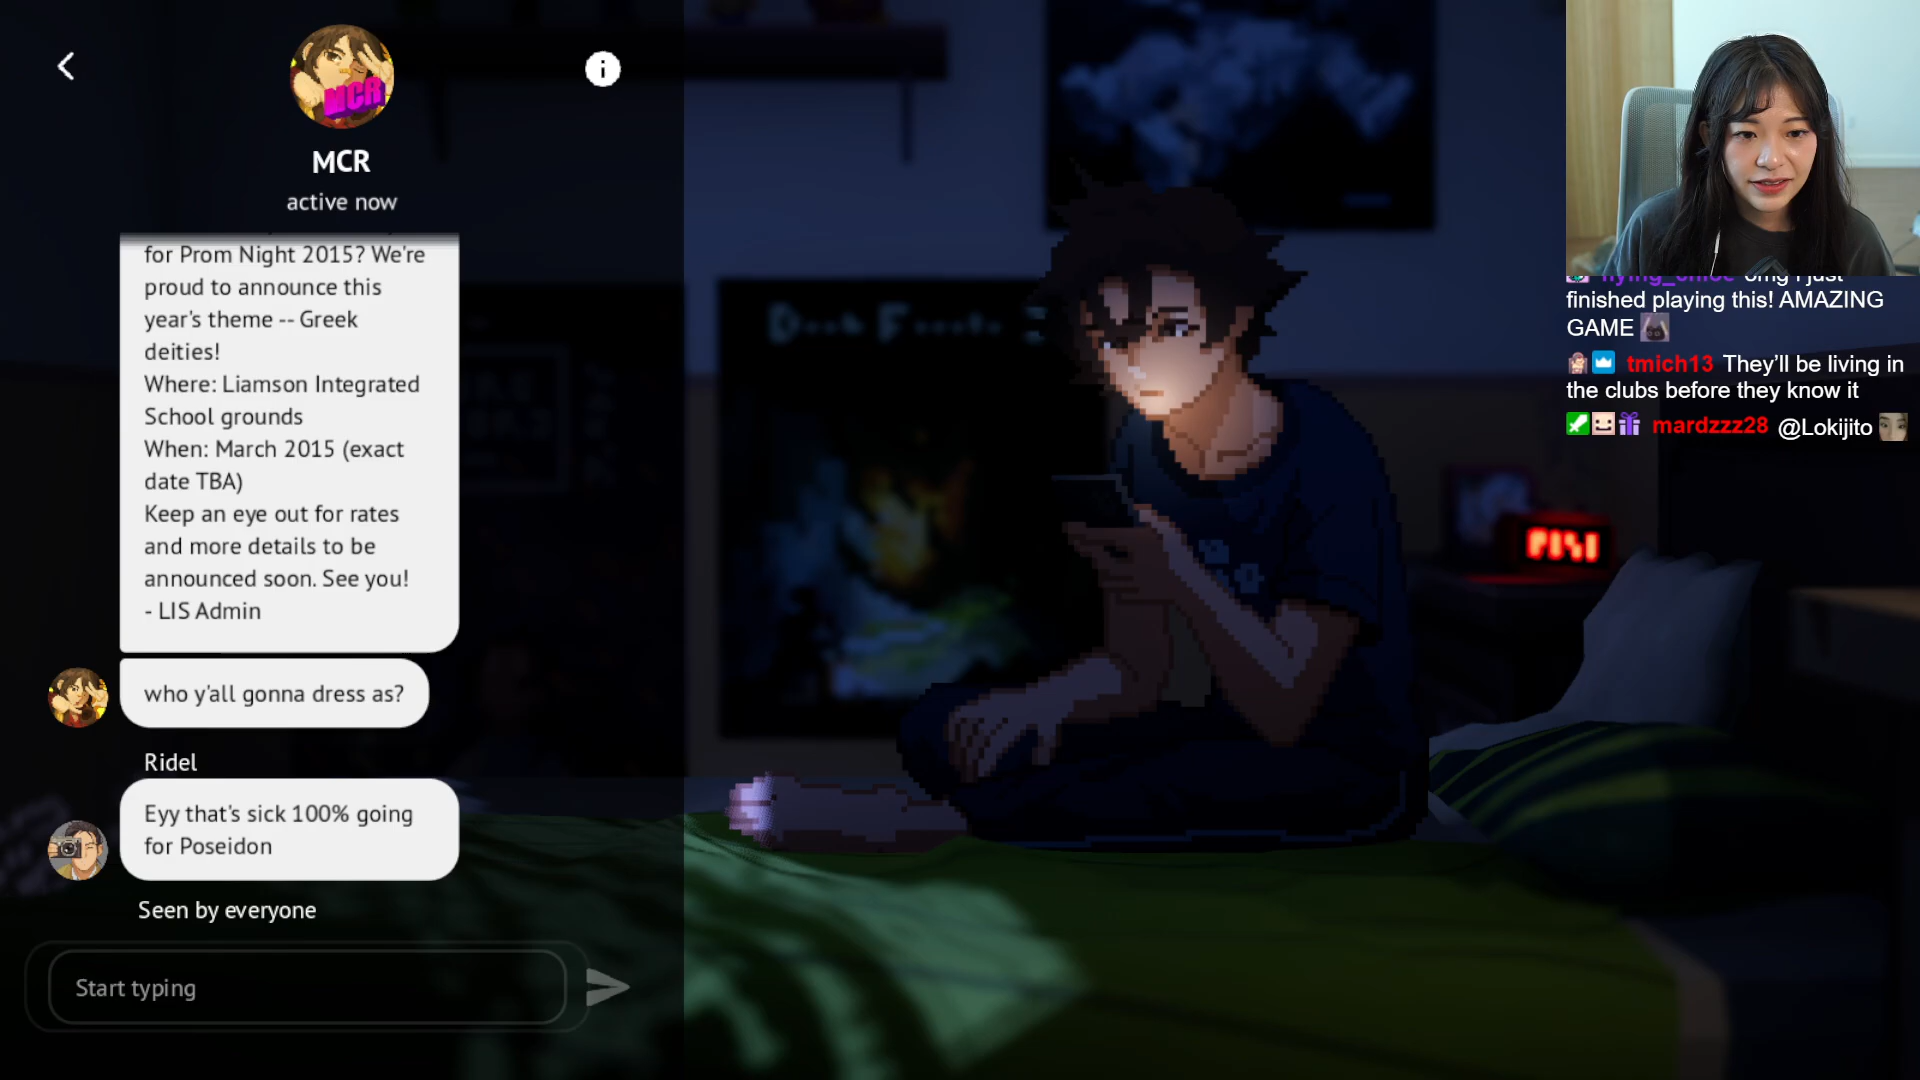 MCR
MCR
active now
for Prom Night 2015? We're
proud to announce this
year's theme -- Greek
deities!
Where: Liamson Integrated
School grounds
When: March 2015 (exact
date TBA)
Keep an eye out for rates
and more details to be
announced soon. See you!
- LIS Admin
who y'all gonna dress as?
Ridel
Eyy that's sick 100% going
for Poseidon
Seen by everyone
Start typing
just
finished playing this! AMAZING
GAME
tmich13 They'll be living in
the clubs before they know it
mardzzz28 @Lokijito